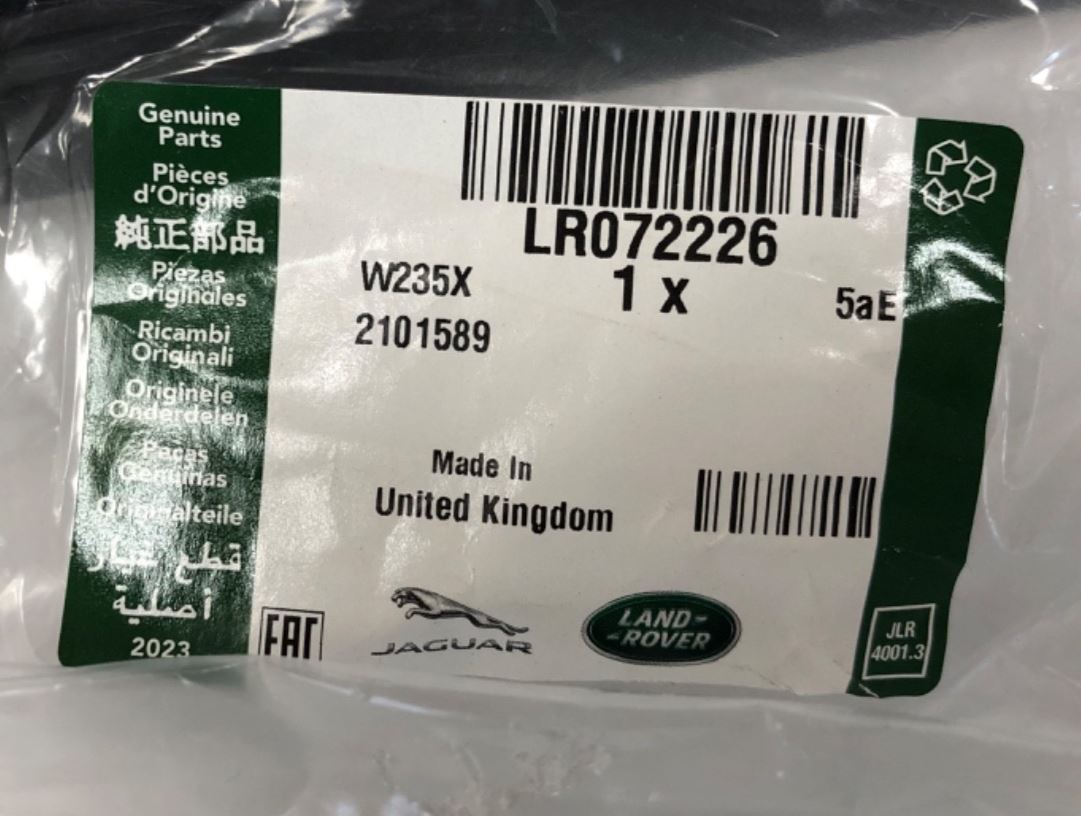 Genuine
Parts
Pièces
d'Origine
純正部品
Piezas
Originales
Ricambi
Originali
Originele
Onderdelen
Peças
Genuinas
Originalteile
قطع غيار
أصلية
2023
LR072226
W235X
1 x
5aE
2101589
Made In
United Kingdom
EAC
JAGUAR
LAND-
-ROVER
JLR
4001.3